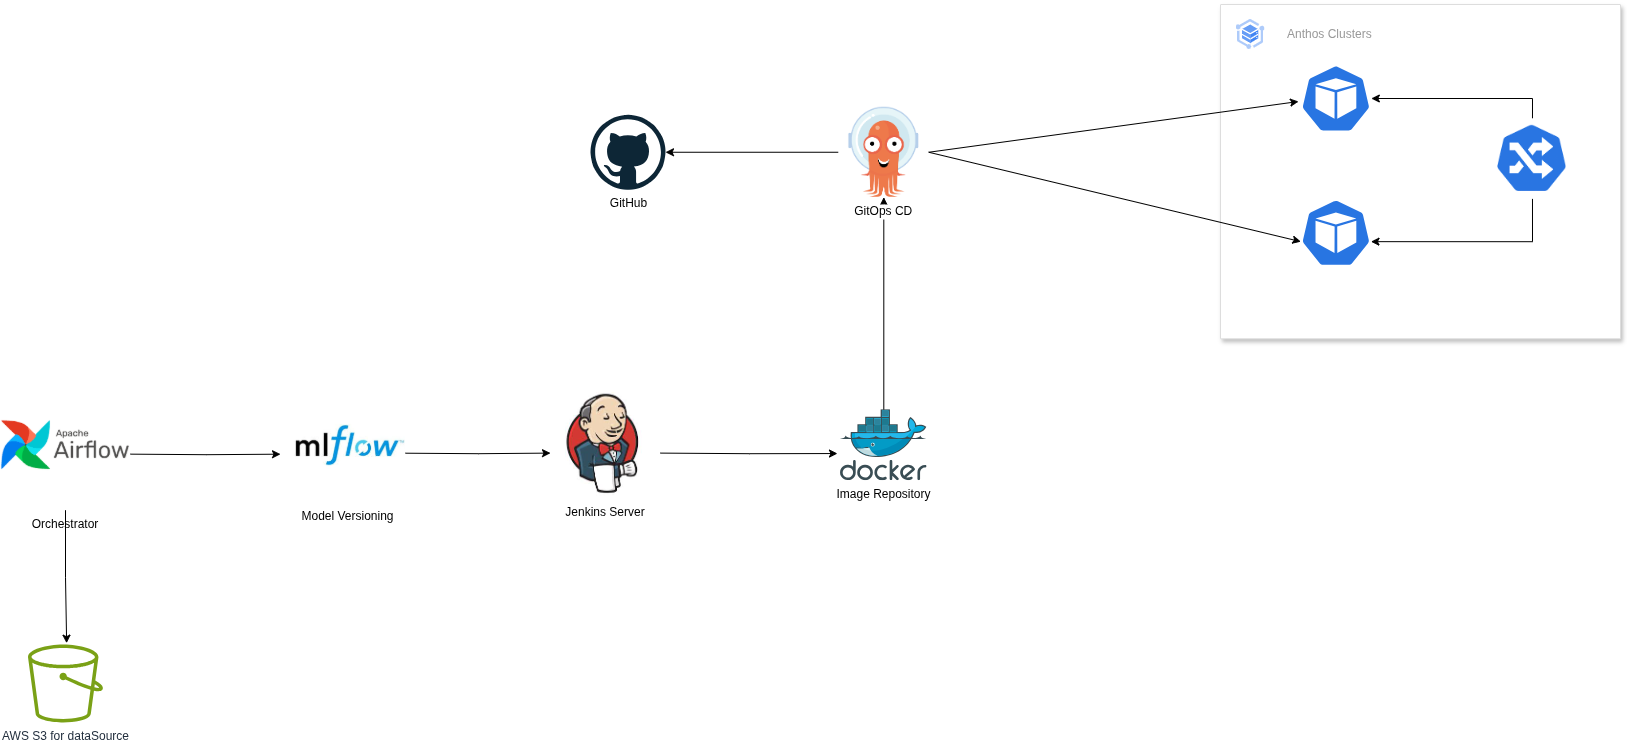 Anthos Clusters
GitHub
GitOps CD
Apache
Airflow
mlflow™
docker
Image Repository
Jenkins Server
Model Versioning
Orchestrator
AWS S3 for dataSource